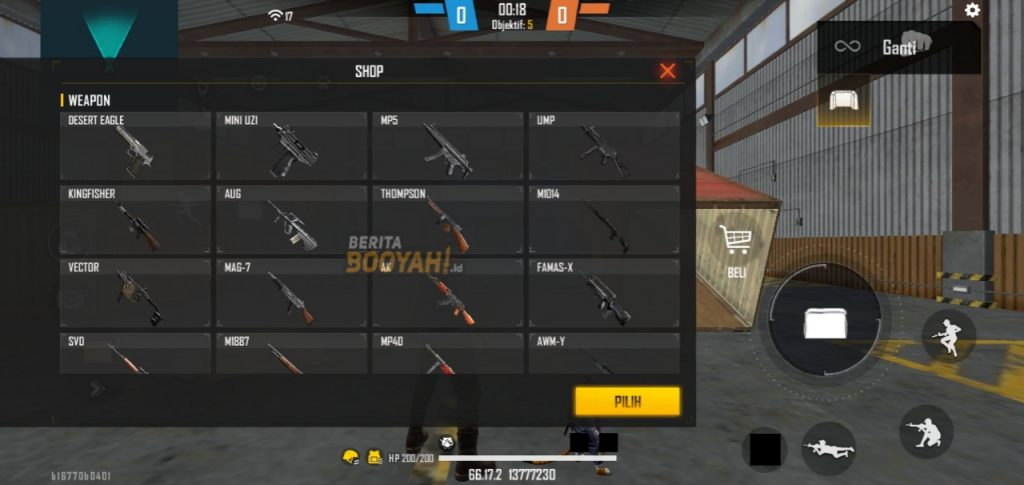 17
0
00:18
Objektif: 5
0
Ganti
SHOP
WEAPON
DESERT EAGLE
MINI UZI
MP5
UMP
KINGFISHER
AUG
THOMPSON
M1014
BERITA
BOOYAH!.id
BELI
VECTOR
MAG-7
AK
FAMAS-X
SVD
M1887
MP40
AWM-Y
PILIH
HP 200/200
66.17.2 13777230
b16770b0401